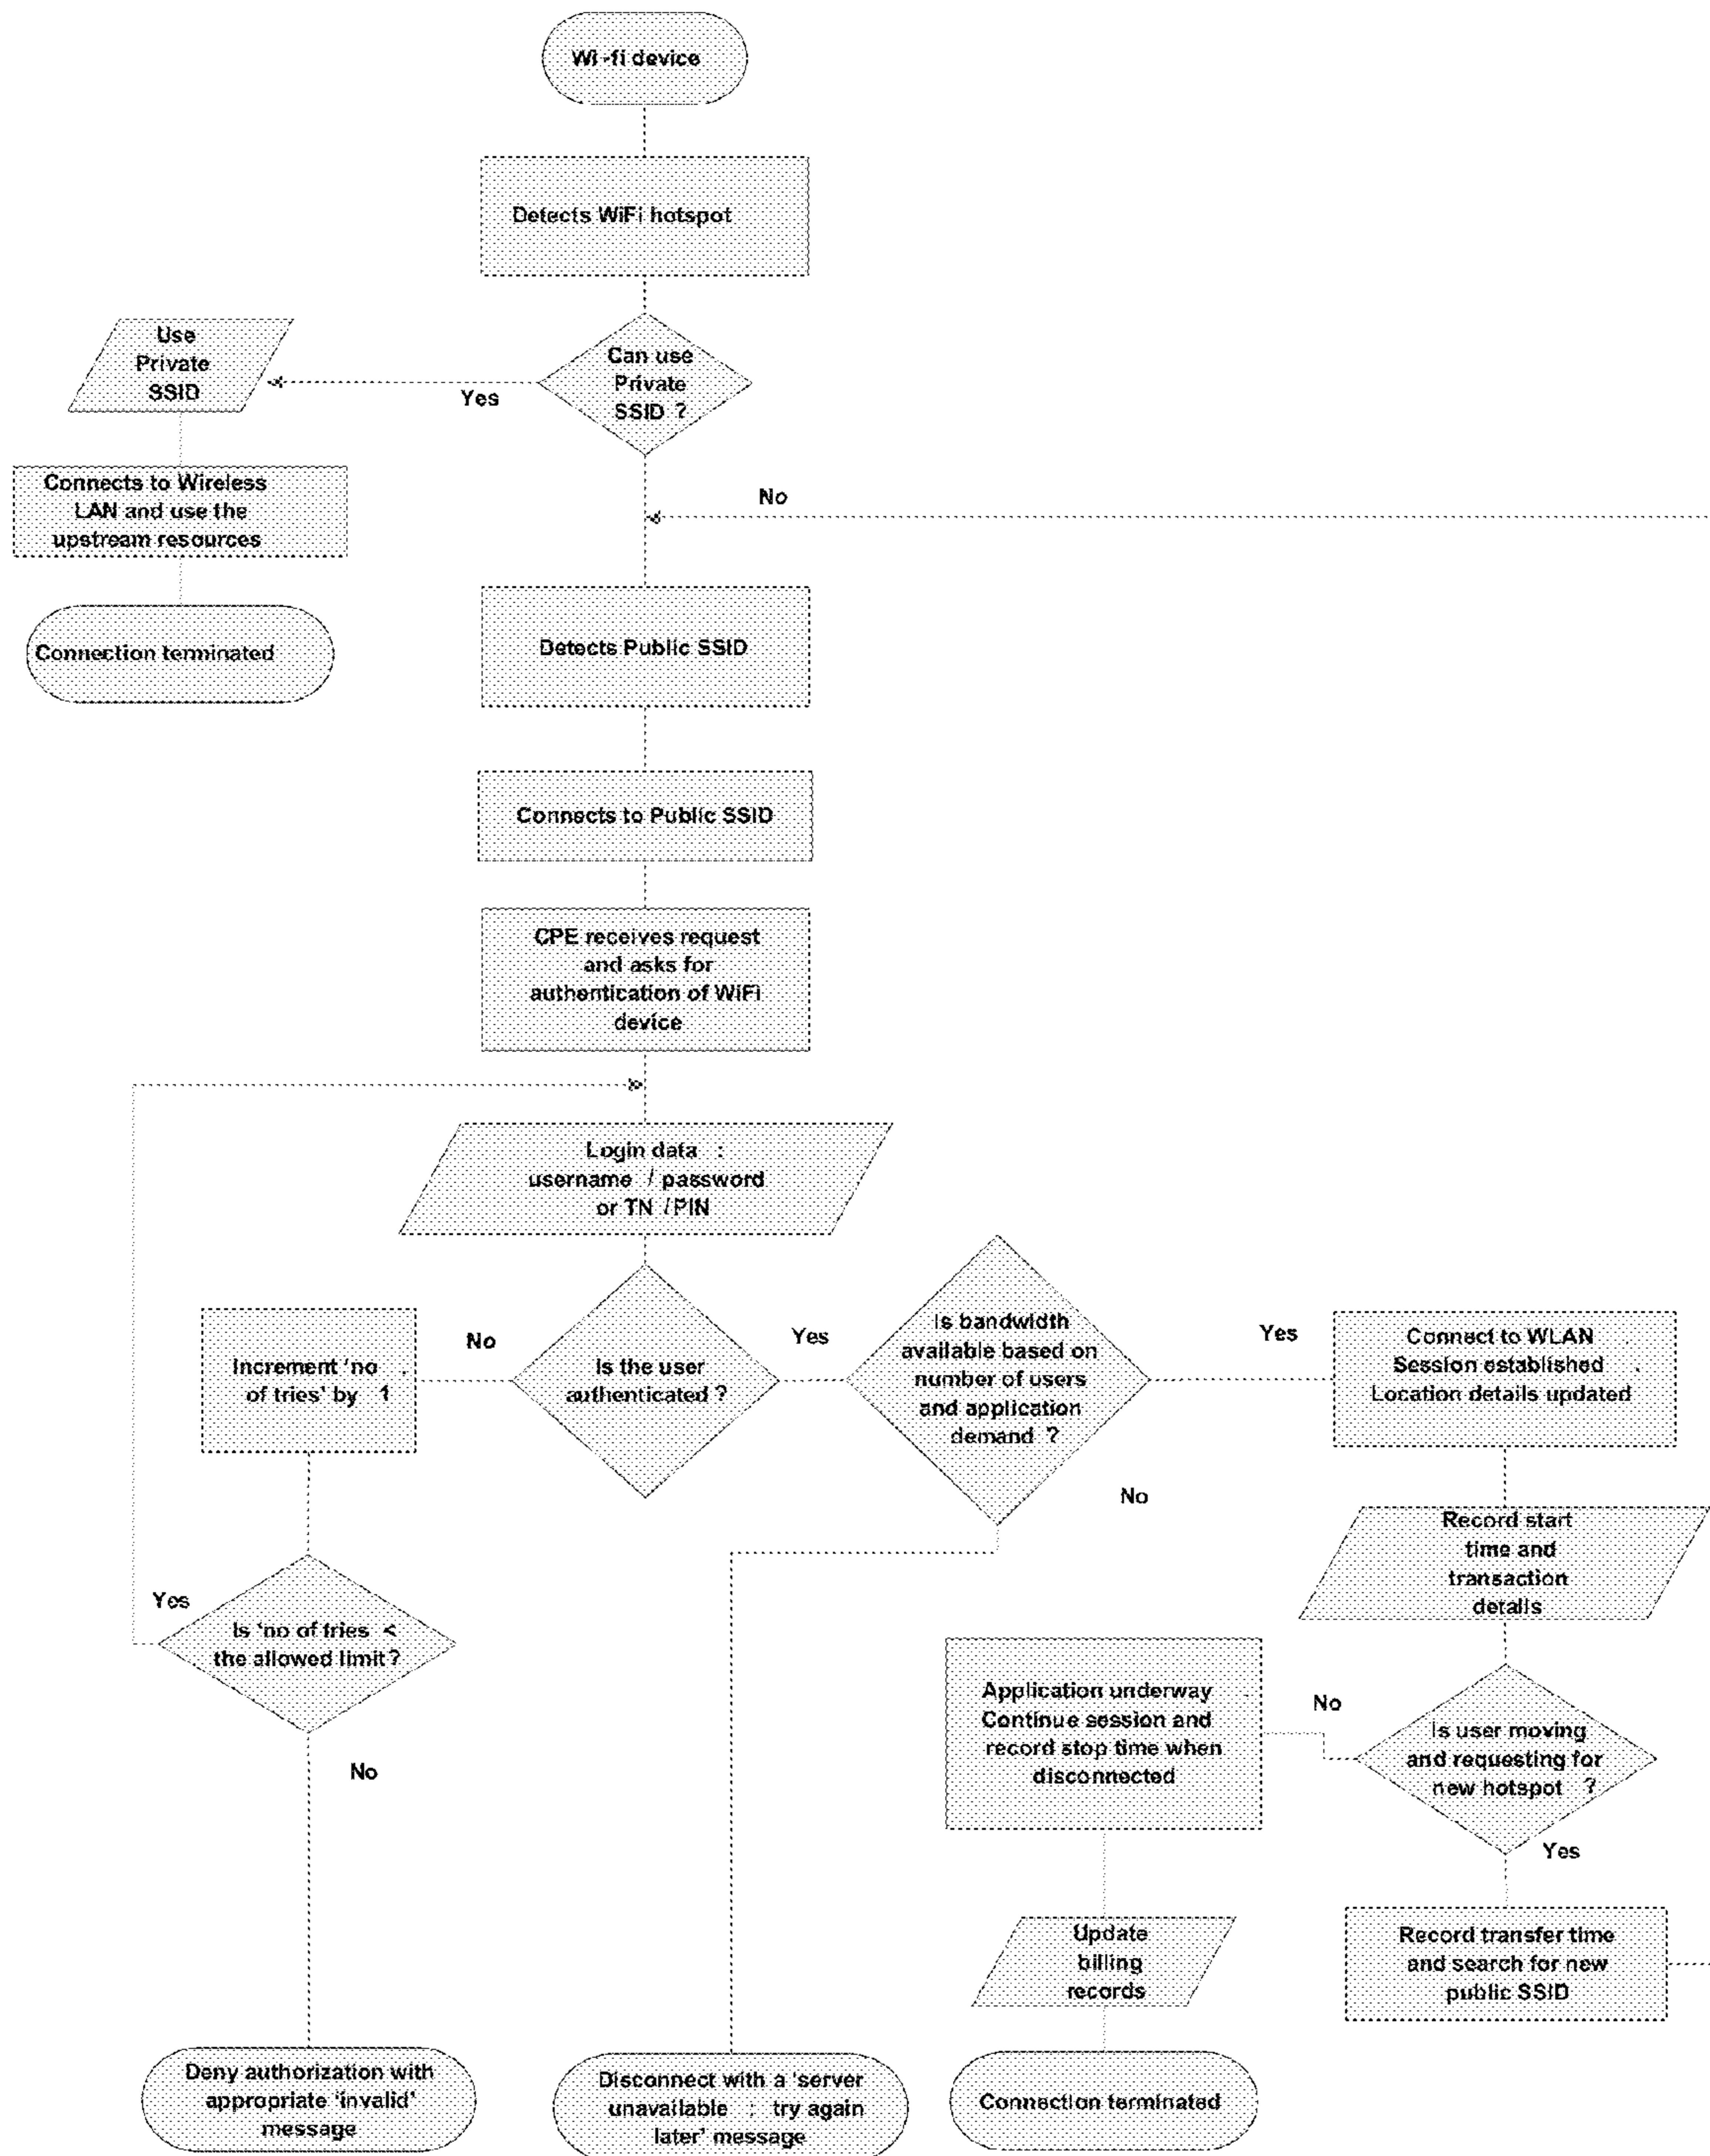 Wi -fi device
Detects WiFi hotspot
Use
Private
SSID
Can use
Private
SSID ?
Yes
Connects to Wireless
LAN and use the
upstream resources
No
Connection terminated
Detects Public SSID
Connects to Public SSID
CPE receives request
and asks for
authentication of WiFi
device
Login data :
username / password
or TN / PIN
Increment 'no .
of tries' by 1
No
Is the user
authenticated ?
Yes
Is bandwidth
available based on
number of users
and application
demand ?
Yes
Connect to WLAN .
Session established .
Location details updated
No
Record start
time and
transaction
details
Yes
Is 'no of tries <
the allowed limit?
No
Application underway .
Continue session and
record stop time when
disconnected
No
Is user moving
and requesting for
new hotspot ?
Yes
Update
billing
records
Record transfer time
and search for new
public SSID
Deny authorization with
appropriate 'invalid'
message
Disconnect with a 'server
unavailable : try again
later' message
Connection terminated